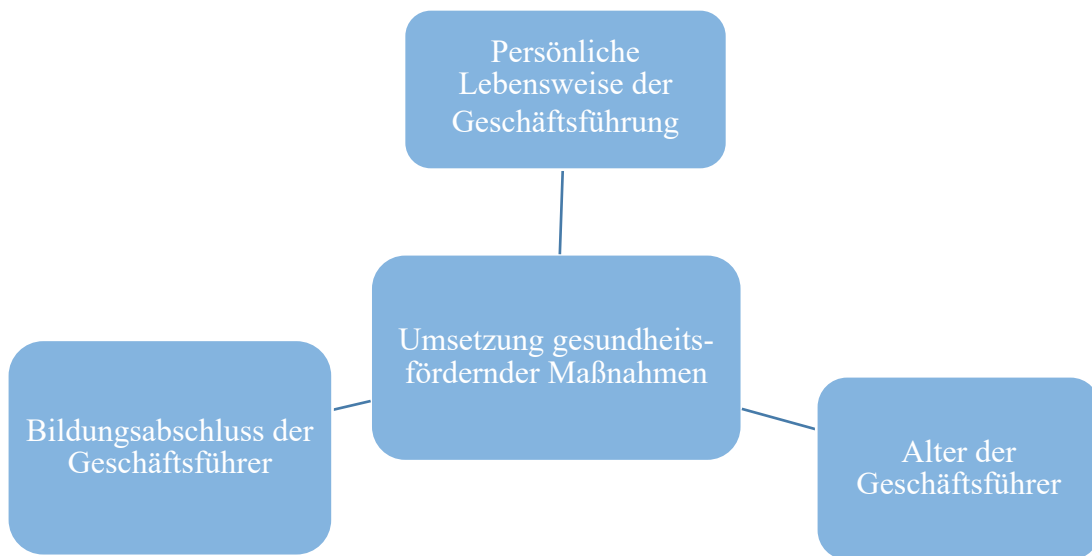 Persönliche
Lebensweise der
Geschäftsführung
Umsetzung gesundheits-
fördernder Maßnahmen
Bildungsabschluss der
Geschäftsführer
Alter der
Geschäftsführer